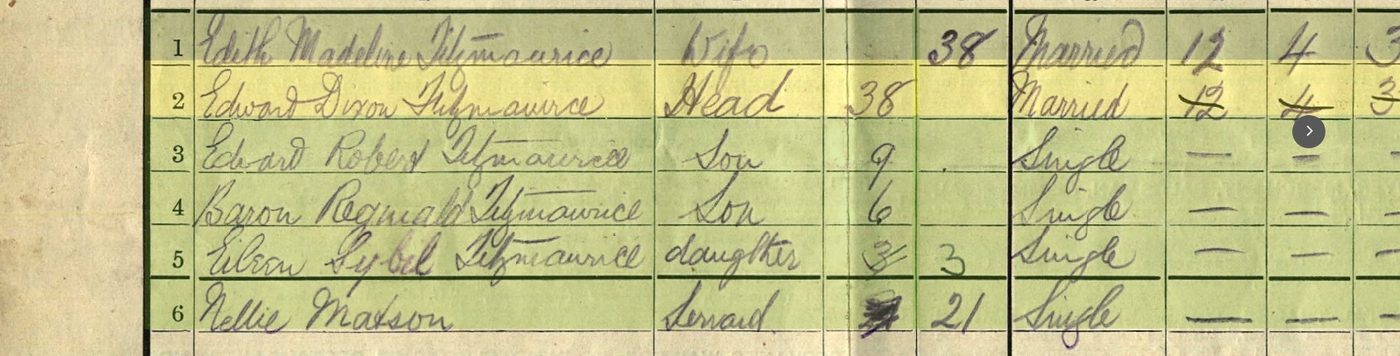 1 Edith Madeline Fitzmaurice Wife 38 Married 12 4 3
2 Edward Dixon Fitzmaurice Head 38 Married 12 4 3
3 Edward Robert Fitzmaurice Son 9 Single — —
4 Baron Reginald Fitzmaurice Son 6 Single — —
5 Eileen Sybil Fitzmaurice daughter 3 3 Single — —
6 Nellie Matson Servant 21 Single — —